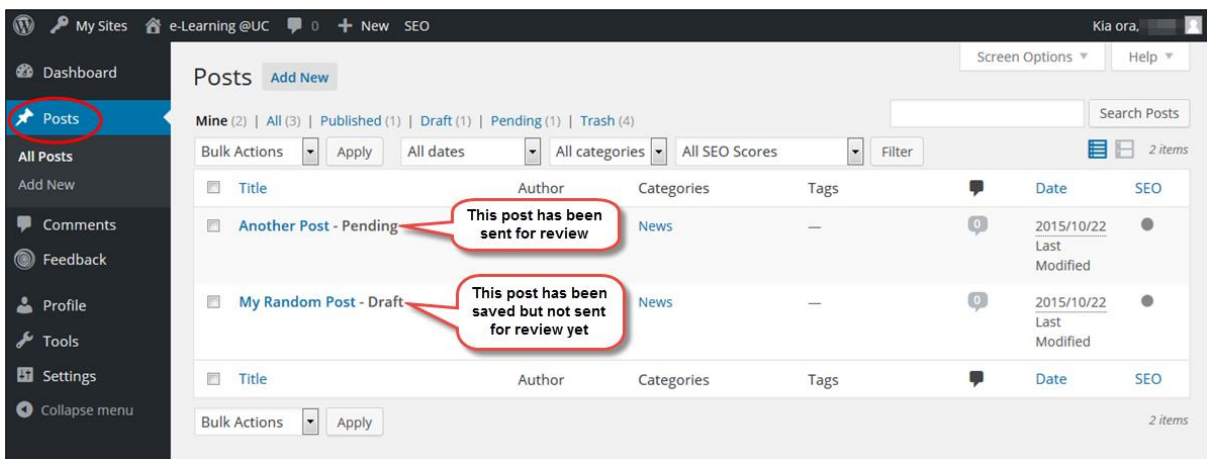 My Sites e-Learning @UC 0 + New SEO Kia ora,
Dashboard
Posts
All Posts
Add New
Comments
Feedback
Profile
Tools
Settings
Collapse menu
Screen Options Help
Posts Add New
Mine (2) | All (3) | Published (1) | Draft (1) | Pending (1) | Trash (4)
Search Posts
Bulk Actions Apply All dates All categories All SEO Scores Filter 2 items
Title Author Categories Tags Date SEO
Another Post - Pending
This post has been
sent for review
News — 0
2015/10/22
Last
Modified
My Random Post - Draft
This post has been
saved but not sent
for review yet
News — 0
2015/10/22
Last
Modified
Title Author Categories Tags Date SEO
Bulk Actions Apply 2 items